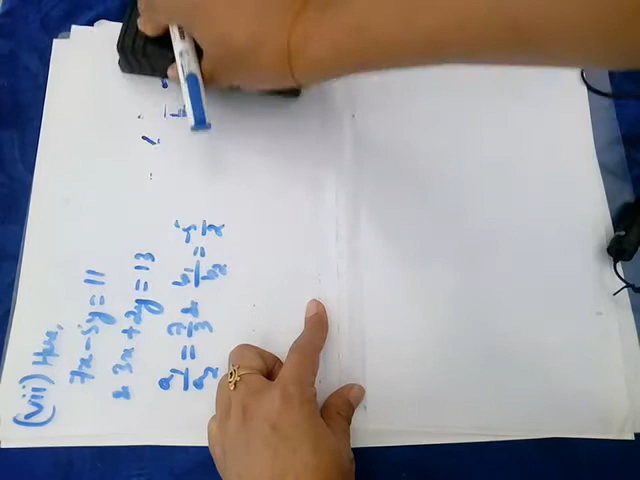 (vii) Here,
7x - 5y = 11
& 3x + 2y = 13
a1/a2 = 7/3 & b1/b2 = -5/2